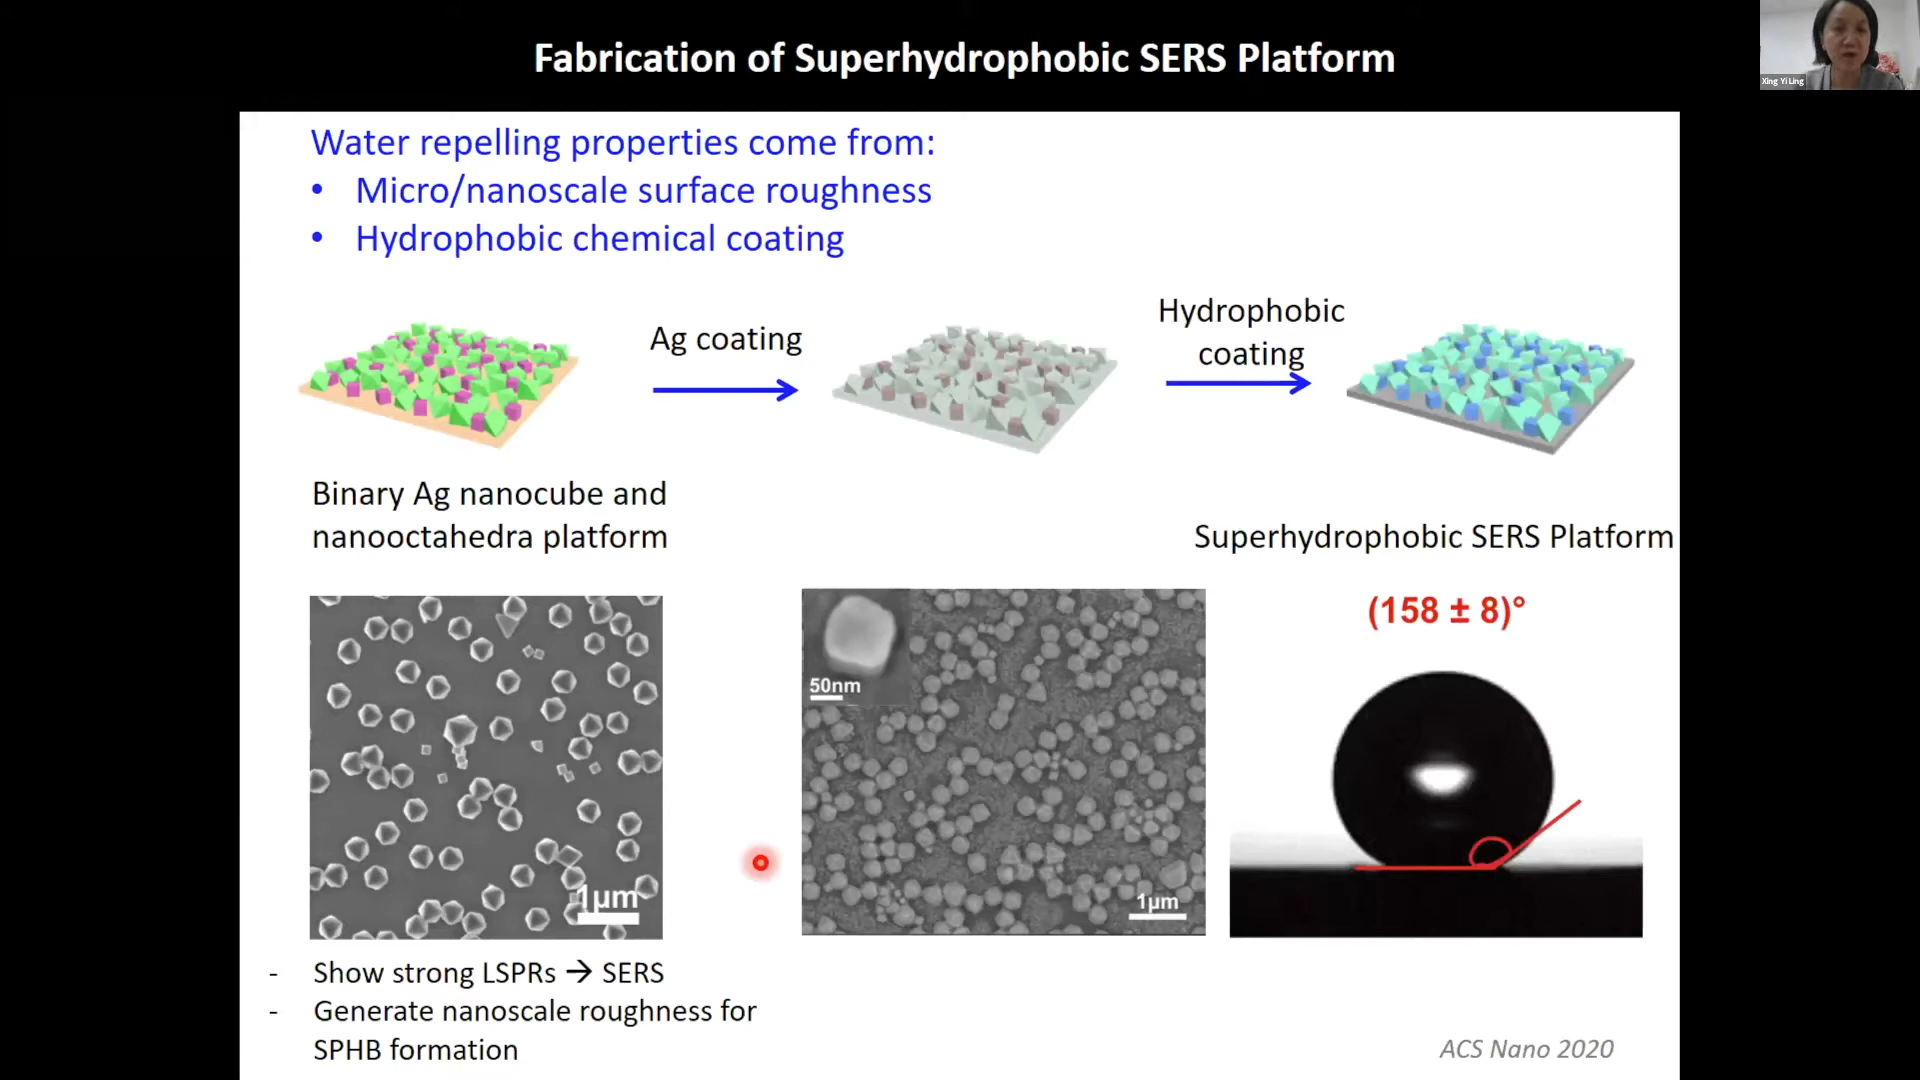 Fabrication of Superhydrophobic SERS Platform
Xing Yi Ling
Water repelling properties come from:
• Micro/nanoscale surface roughness
• Hydrophobic chemical coating
Ag coating
Hydrophobic
coating
Binary Ag nanocube and
nanooctahedra platform
Superhydrophobic SERS Platform
(158 ± 8)°
50nm
1μm
1μm
- Show strong LSPRs → SERS
- Generate nanoscale roughness for
SPHB formation
ACS Nano 2020